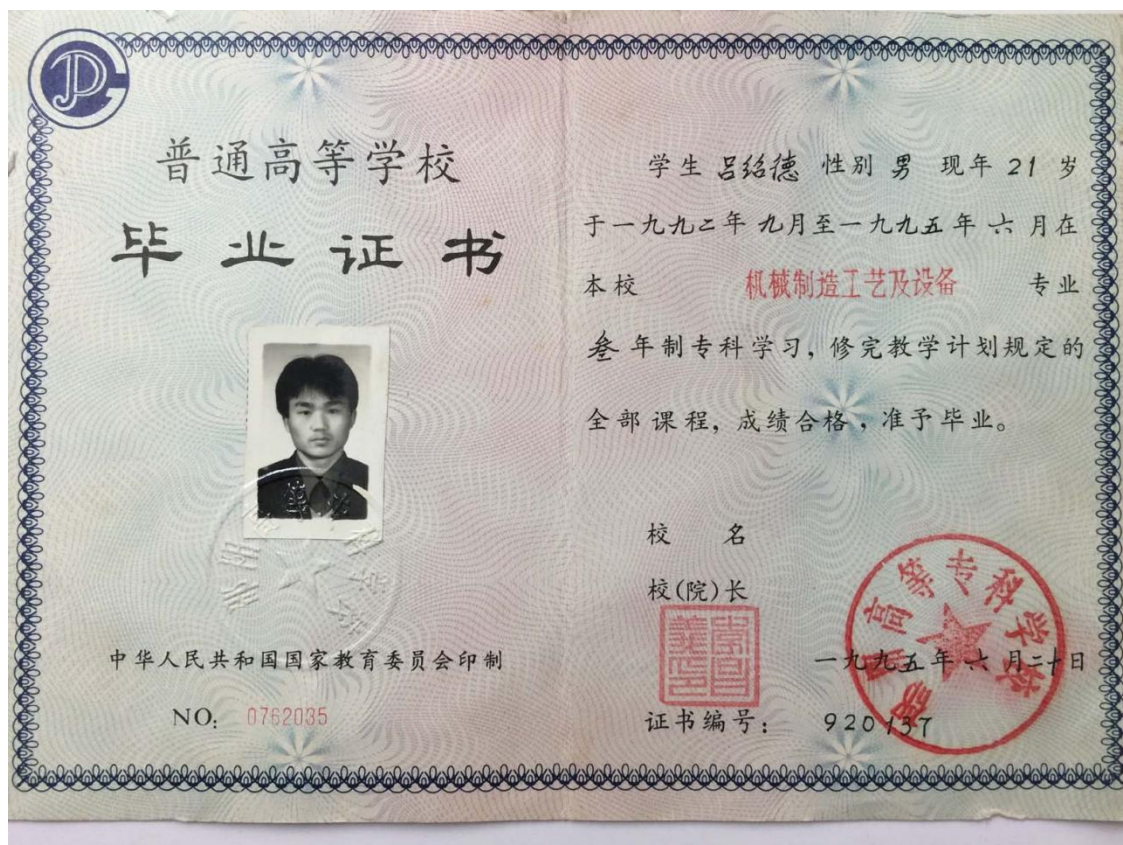 普通高等学校
毕业证书
中华人民共和国国家教育委员会印制
NO: 0762035
学生 吕绍德 性别 男 现年 21 岁
于一九九二年九月至一九九五年六月在
本校 机械制造工艺及设备 专业
叁年制专科学习，修完教学计划规定的
全部课程，成绩合格，准予毕业。
校 名
校(院)长
一九九五年六月二十日
高等专科学校
证书编号： 920137